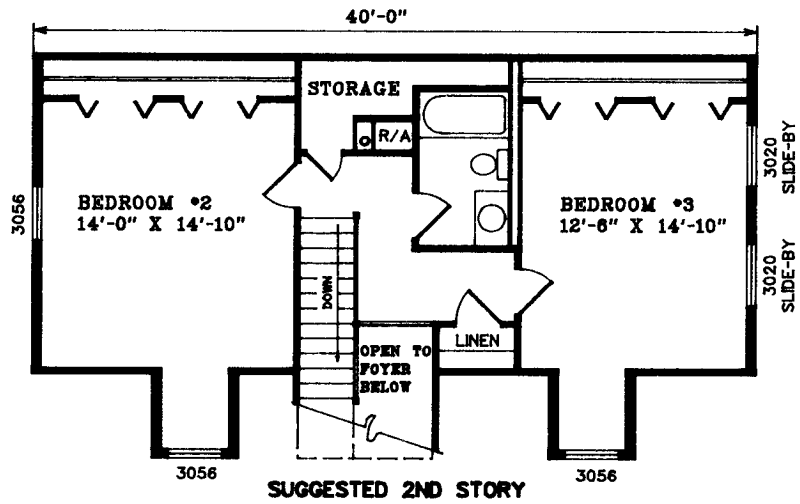 40'-0"
STORAGE
R/A
3020
SLIDE-BY
3056
BEDROOM #2
14'-0" X 14'-10"
BEDROOM #3
12'-6" X 14'-10"
3020
SLIDE-BY
DOWN
OPEN TO
FOYER
BELOW
LINEN
3056
3056
SUGGESTED 2ND STORY